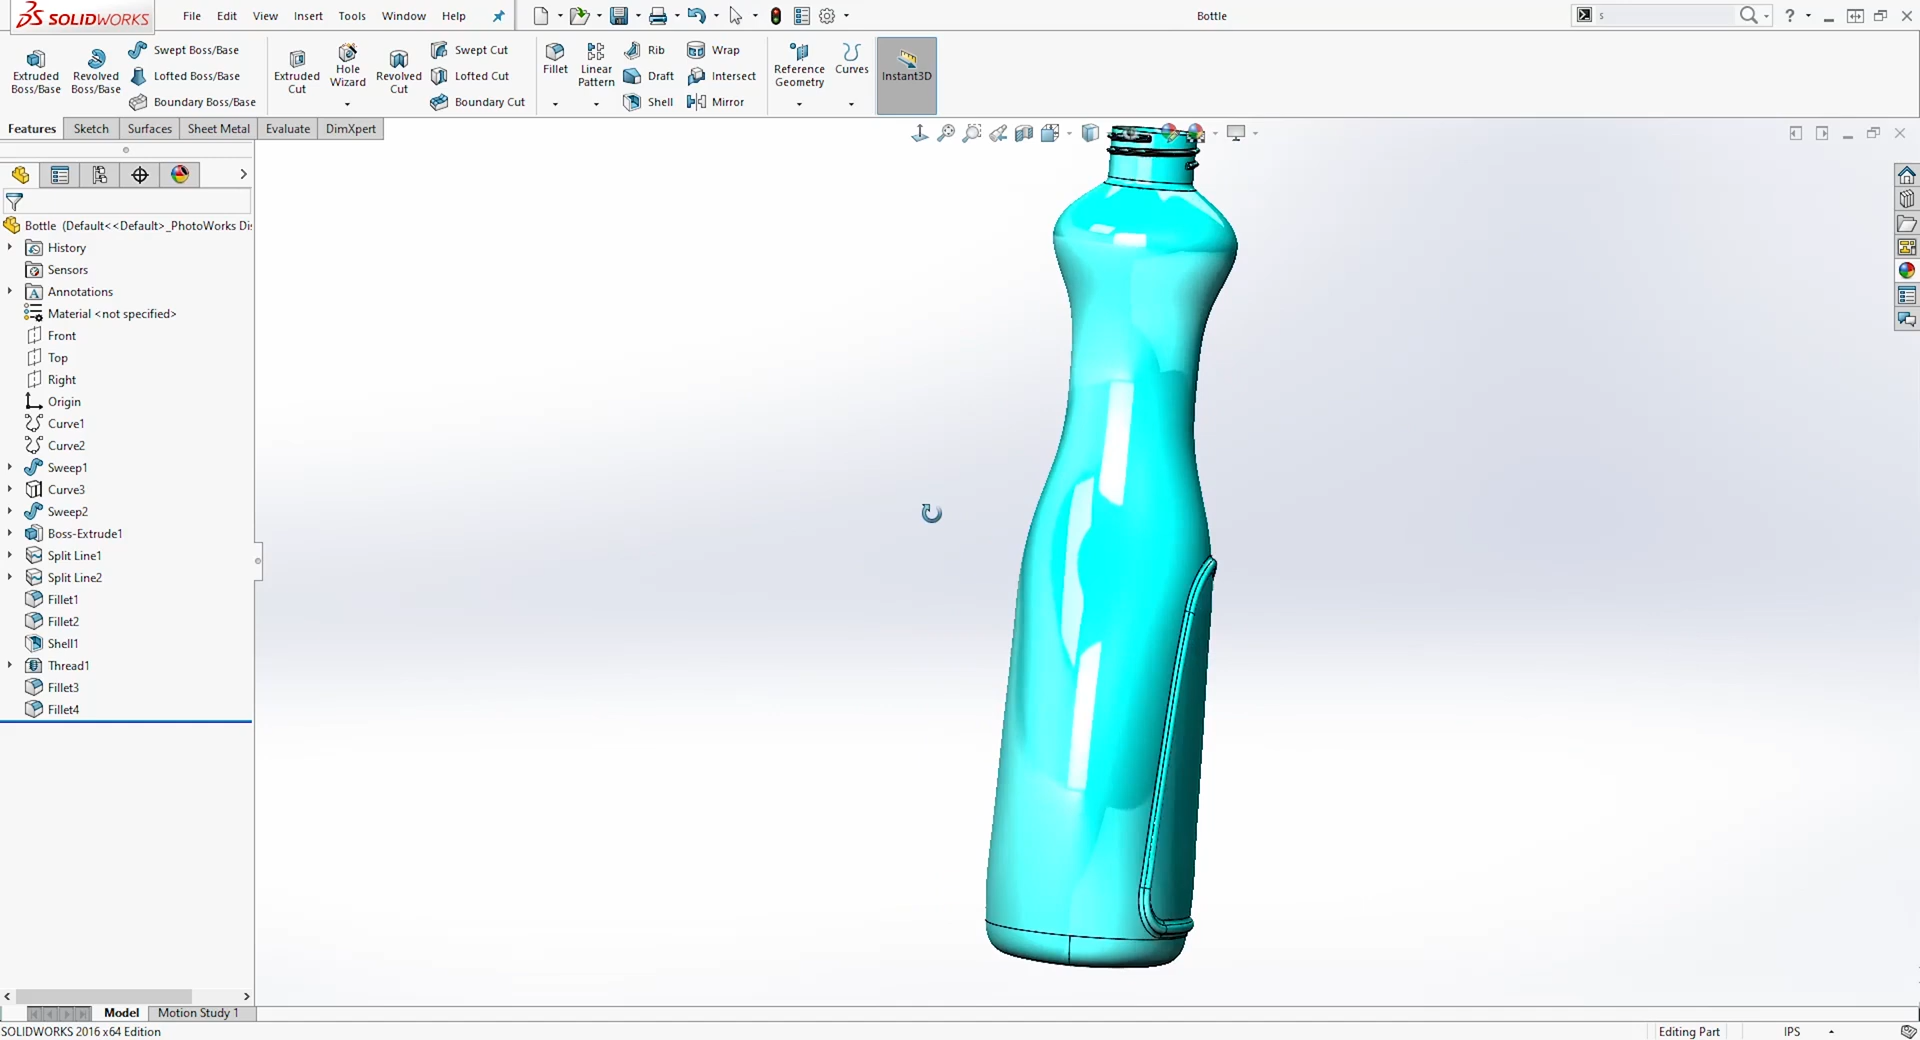 SOLIDWORKS File Edit View Insert Tools Window Help
Bottle
s
?
Extruded Boss/Base
Revolved Boss/Base
Swept Boss/Base
Lofted Boss/Base
Boundary Boss/Base
Extruded Cut
Hole Wizard
Revolved Cut
Swept Cut
Lofted Cut
Boundary Cut
Fillet
Linear Pattern
Rib
Draft
Shell
Wrap
Intersect
Mirror
Reference Geometry
Curves
Instant3D
Features Sketch Surfaces Sheet Metal Evaluate DimXpert
Bottle (Default<<Default>_PhotoWorks Di
History
Sensors
Annotations
Material <not specified>
Front
Top
Right
Origin
Curve1
Curve2
Sweep1
Curve3
Sweep2
Boss-Extrude1
Split Line1
Split Line2
Fillet1
Fillet2
Shell1
Thread1
Fillet3
Fillet4
Model Motion Study 1
SOLIDWORKS 2016 x64 Edition
Editing Part IPS